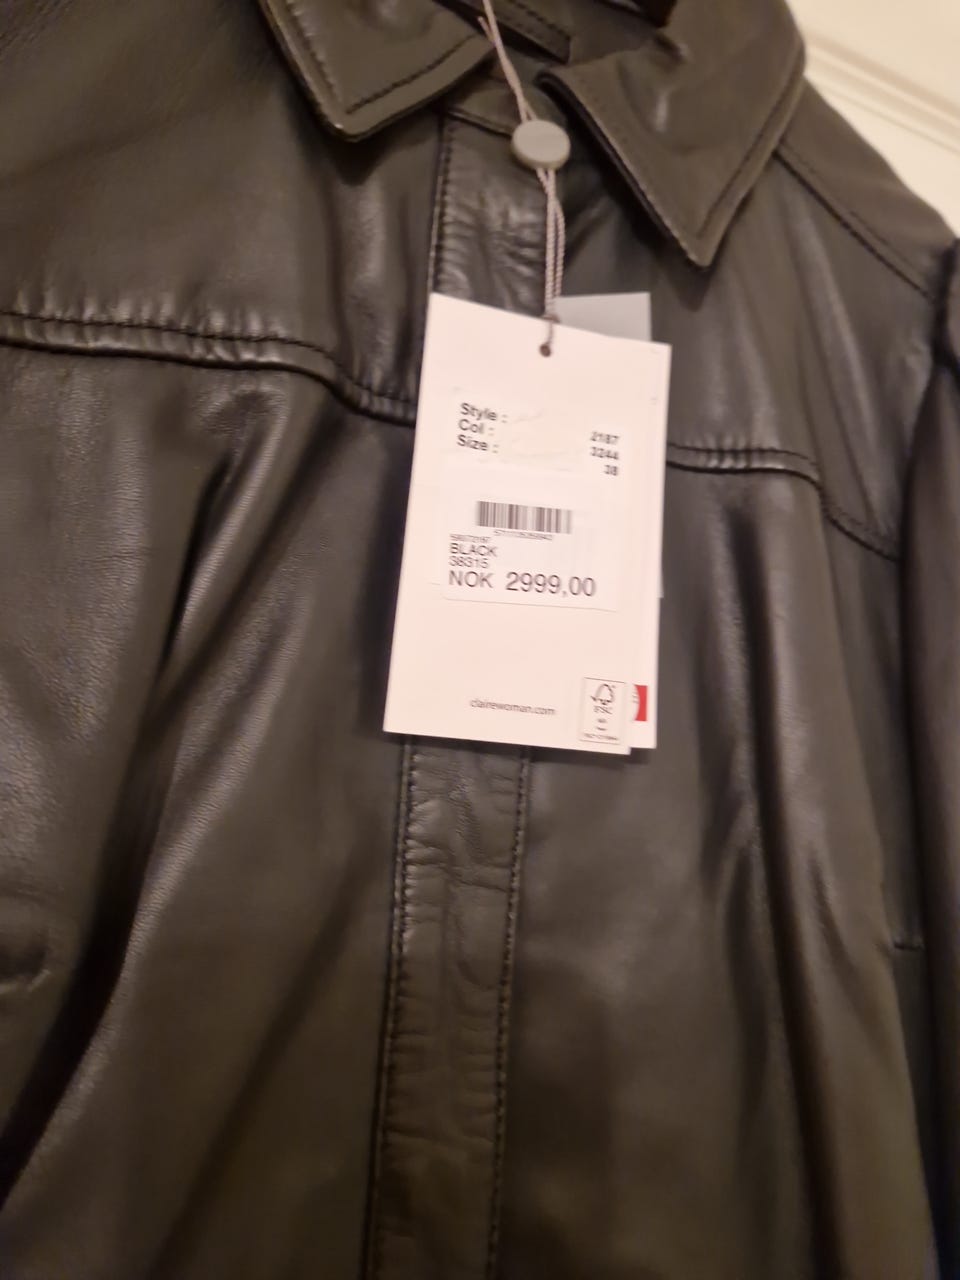 Style : 2187
Col : 3244
Size : 38
BLACK
38315
NOK 2999,00
clairewoman.com
FSC